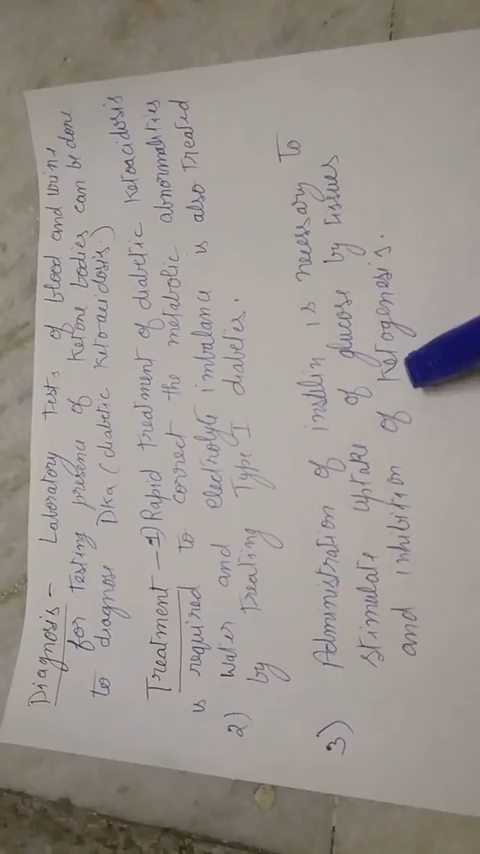 Diagnosis - Laboratory tests of blood and urine
for testing presence of ketone bodies can be done
to diagnose Dka (diabetic ketoacidosis)
Treatment - 1) Rapid treatment of diabetic ketoacidosis
is required to correct the metabolic abnormalities
2) Water and electrolyte imbalance is also treated
by treating Type I diabetes.
3) Administration of insulin is necessary to
stimulate uptake of glucose by tissues
and inhibition of ketogenesis.